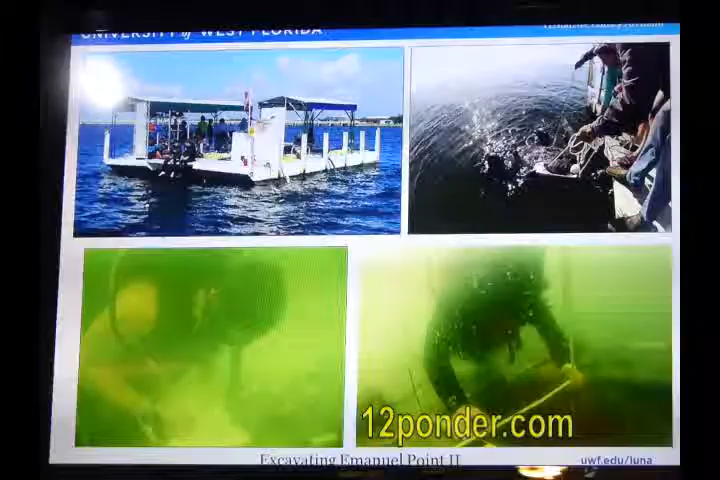 UNIVERSITY of WEST FLORIDA
12ponder.com
Excavating Emanuel Point II
uwf.edu/luna